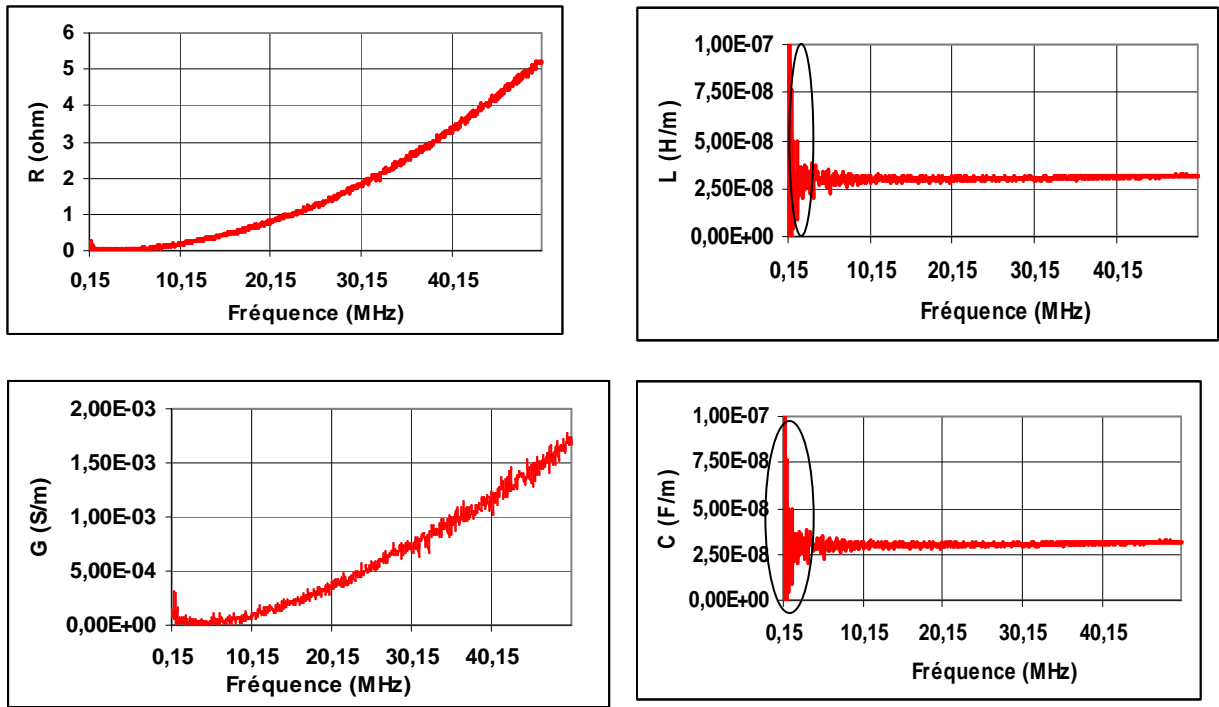 R (ohm)
6
5
4
3
2
1
0
0,15 10,15 20,15 30,15 40,15
Fréquence (MHz)
L (H/m)
1,00E-07
7,50E-08
5,00E-08
2,50E-08
0,00E+00
0,15 10,15 20,15 30,15 40,15
Fréquence (MHz)
G (S/m)
2,00E-03
1,50E-03
1,00E-03
5,00E-04
0,00E+00
0,15 10,15 20,15 30,15 40,15
Fréquence (MHz)
C (F/m)
1,00E-07
7,50E-08
5,00E-08
2,50E-08
0,00E+00
0,15 10,15 20,15 30,15 40,15
Fréquence (MHz)